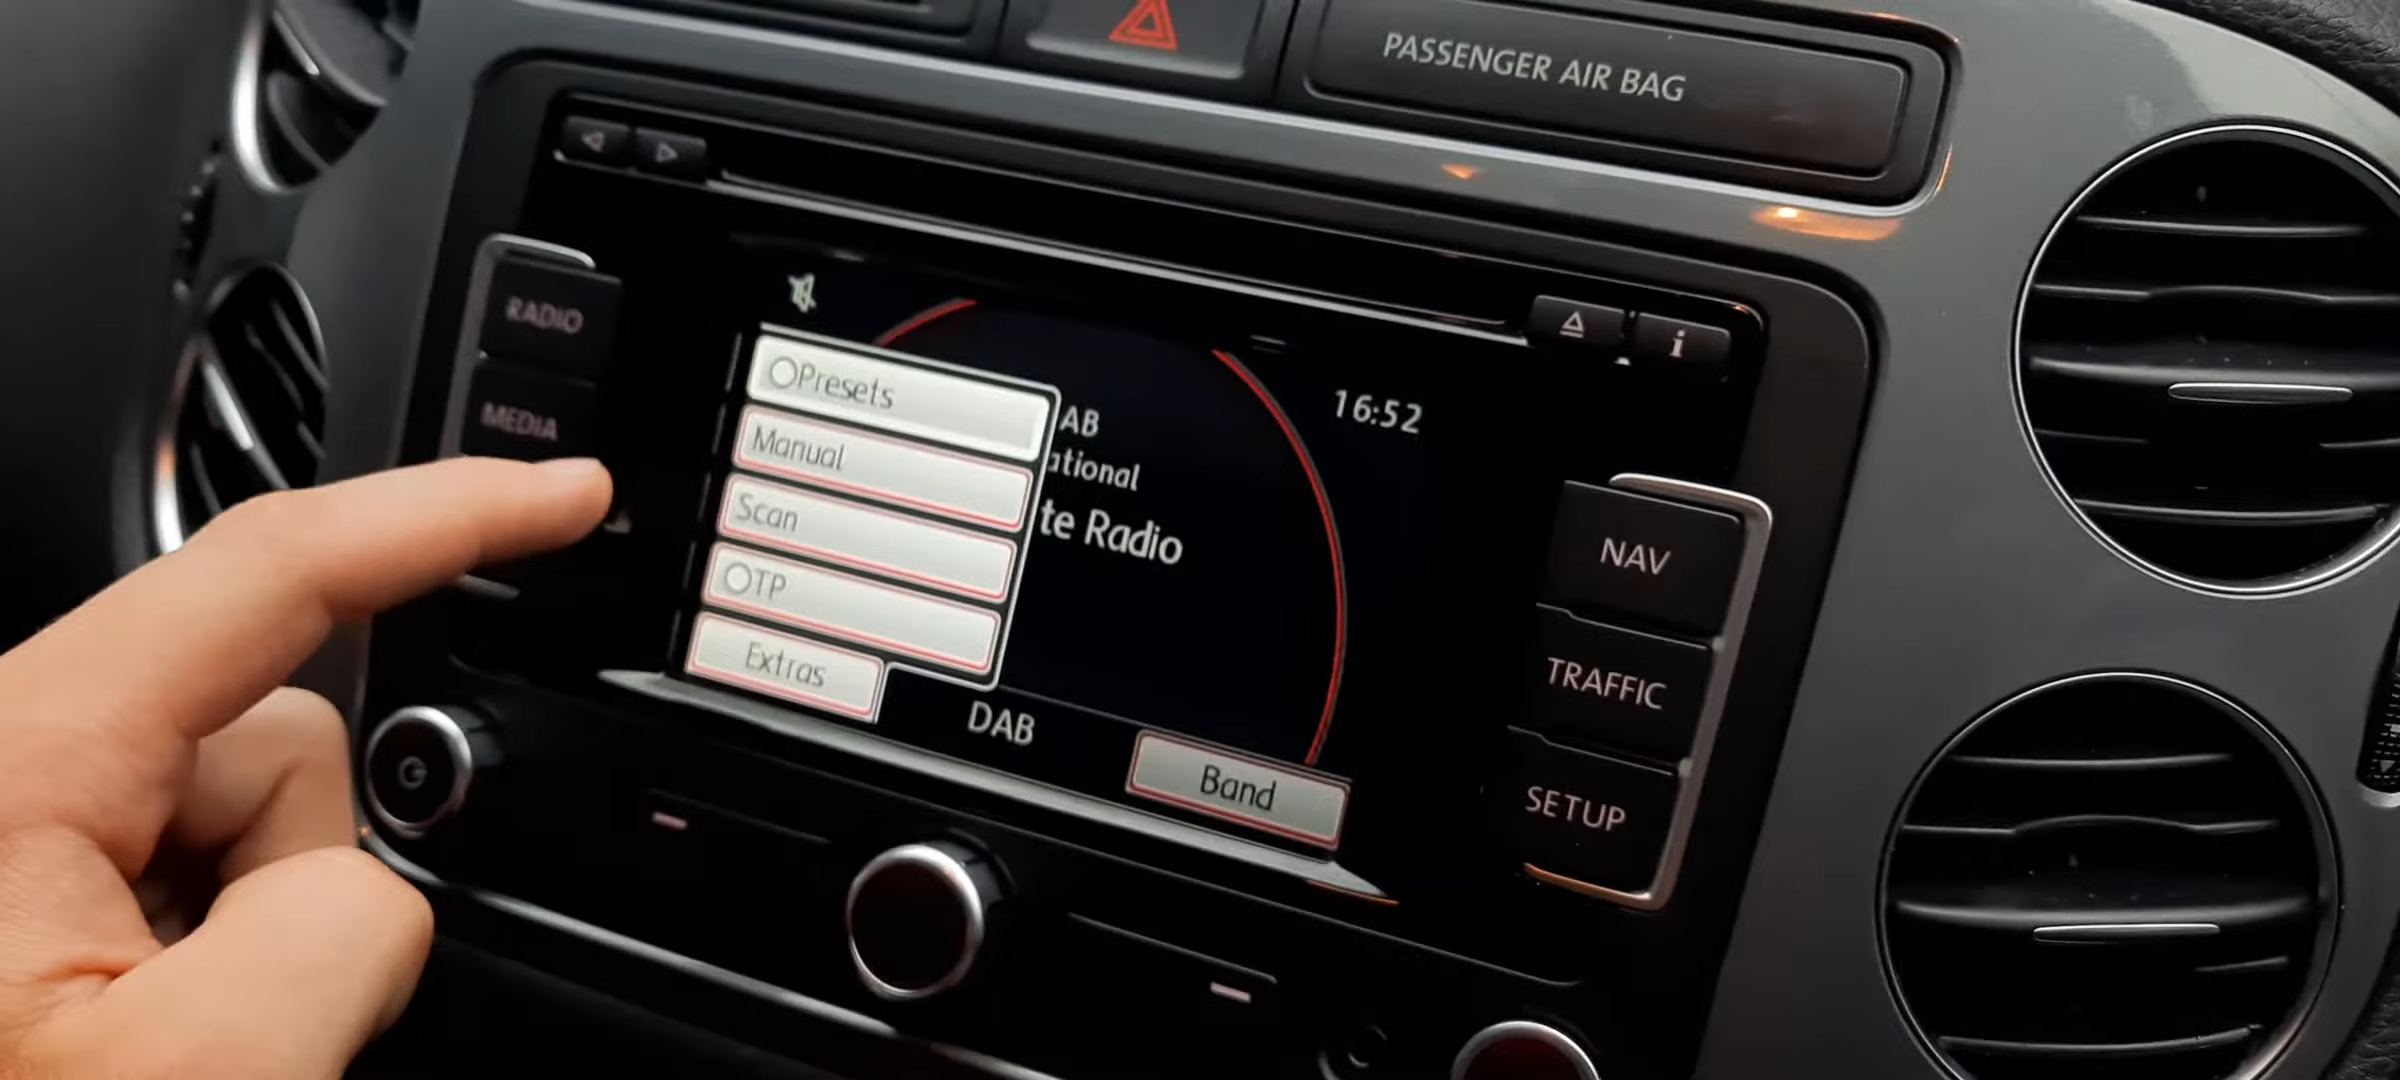 PASSENGER AIR BAG
RADIO
MEDIA
Presets
Manual
Scan
TP
Extras
AB
ational
te Radio
16:52
DAB
Band
i
NAV
TRAFFIC
SETUP